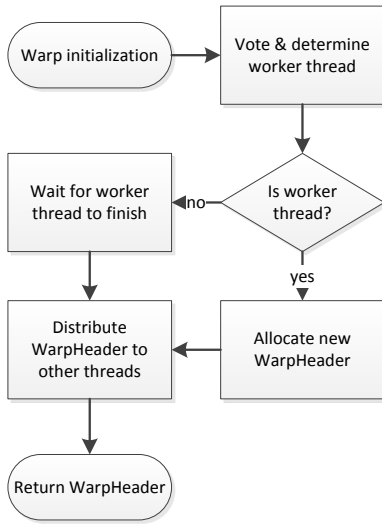 Warp initialization
Vote & determine
worker thread
Is worker
thread?
no
Wait for worker
thread to finish
yes
Allocate new
WarpHeader
Distribute
WarpHeader to
other threads
Return WarpHeader